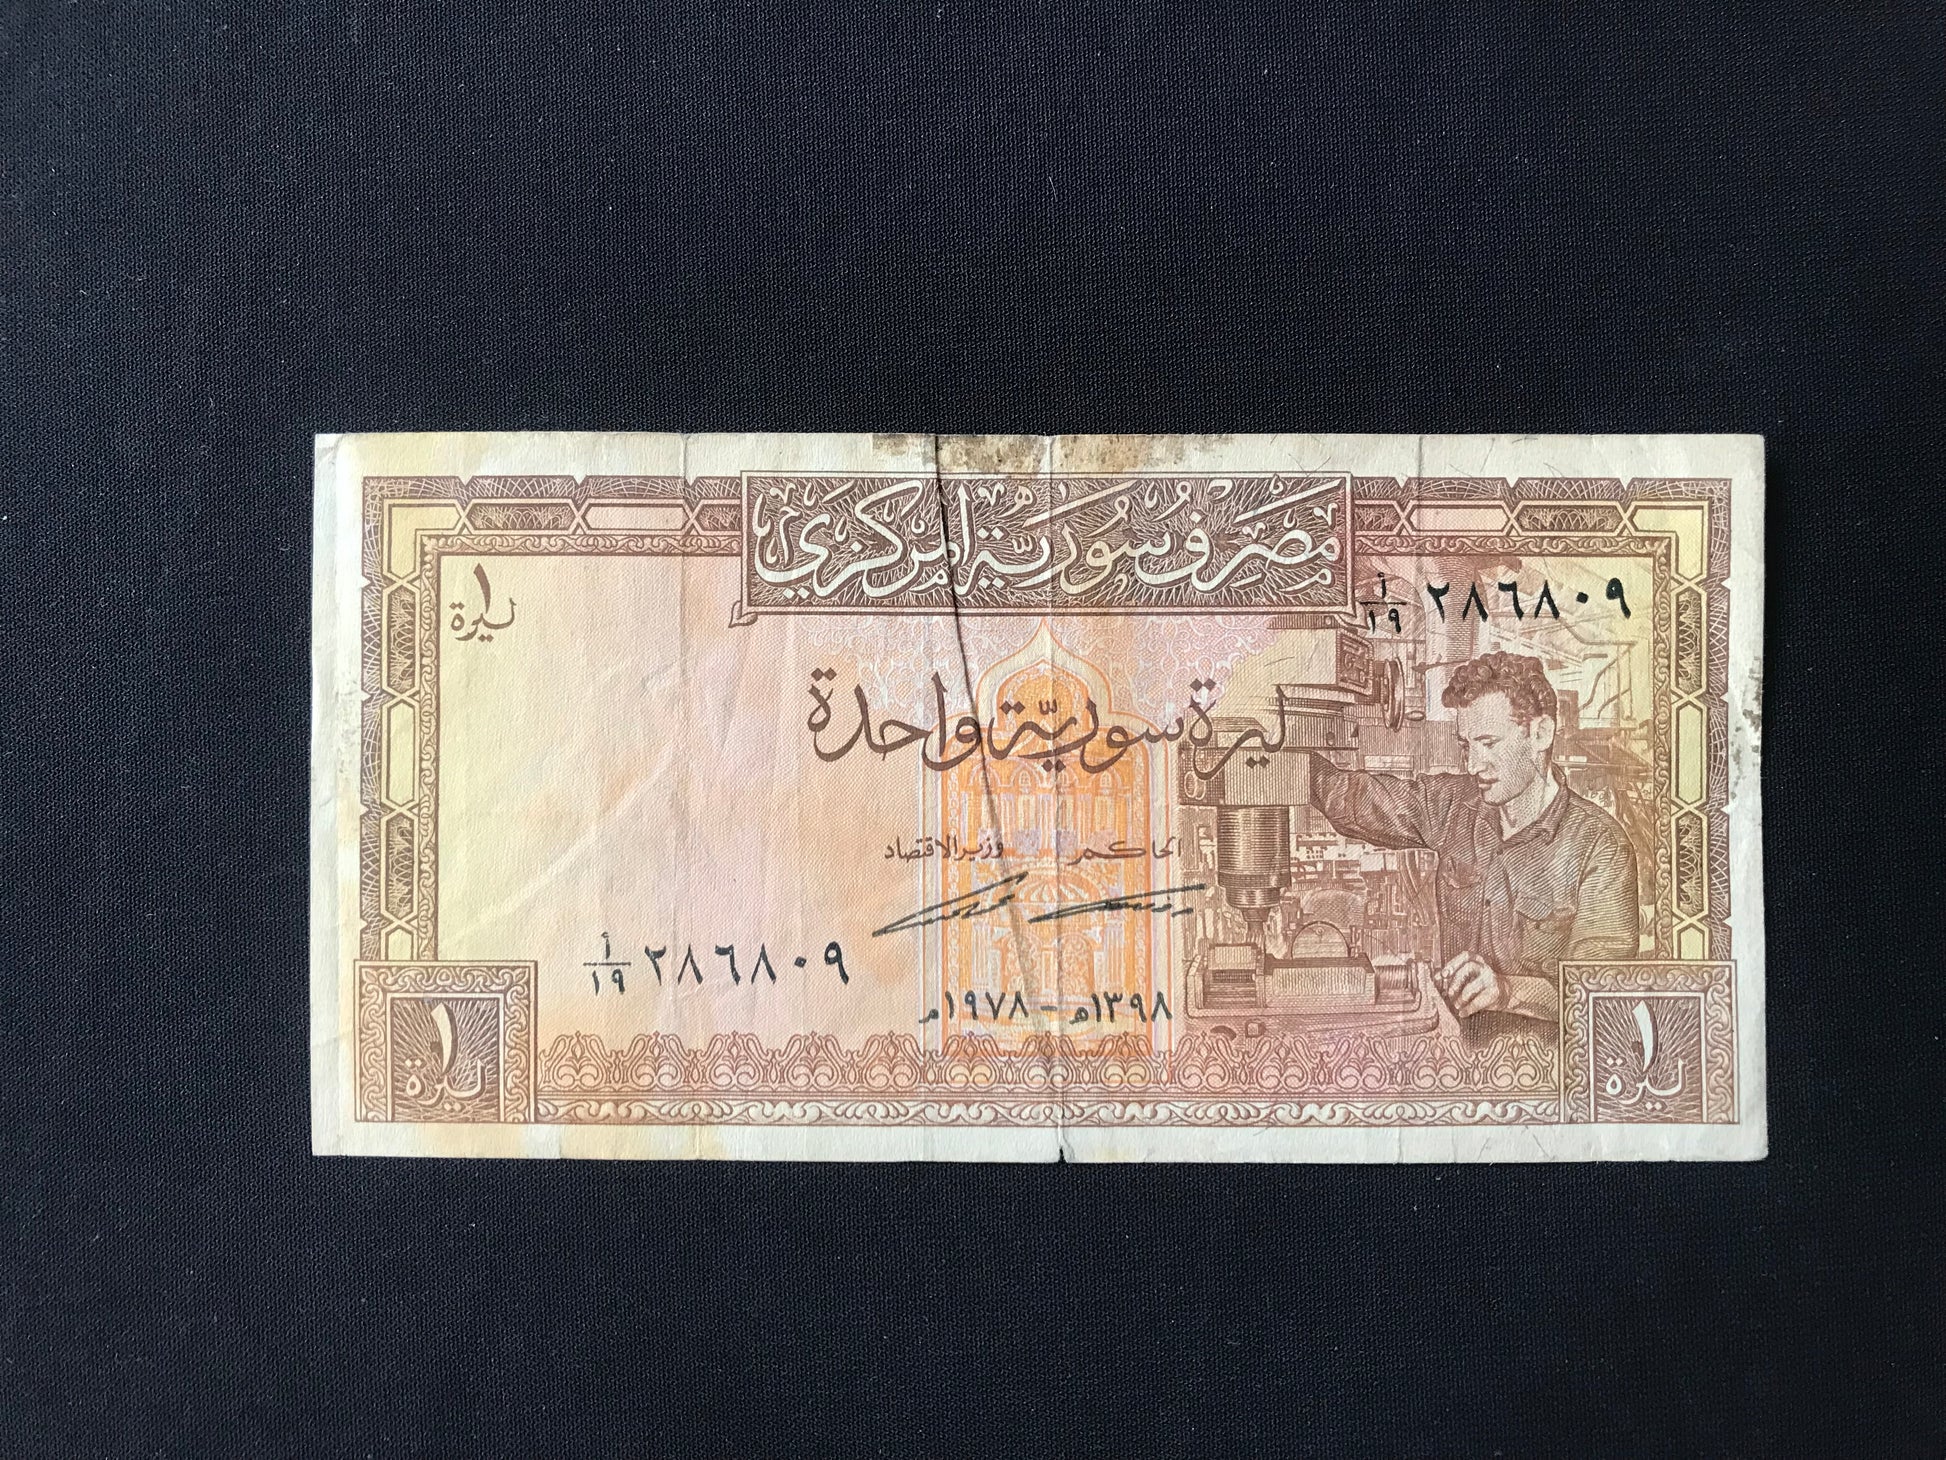 مصرف سورية المركزي
١
ليرة
أ/١٩ ٢٨٦٨٠٩
ليرة سورية واحدة
الحاكم وزير الاقتصاد
أ/١٩ ٢٨٦٨٠٩
١٣٩٨هـ - ١٩٧٨م
١
ليرة
١
ليرة